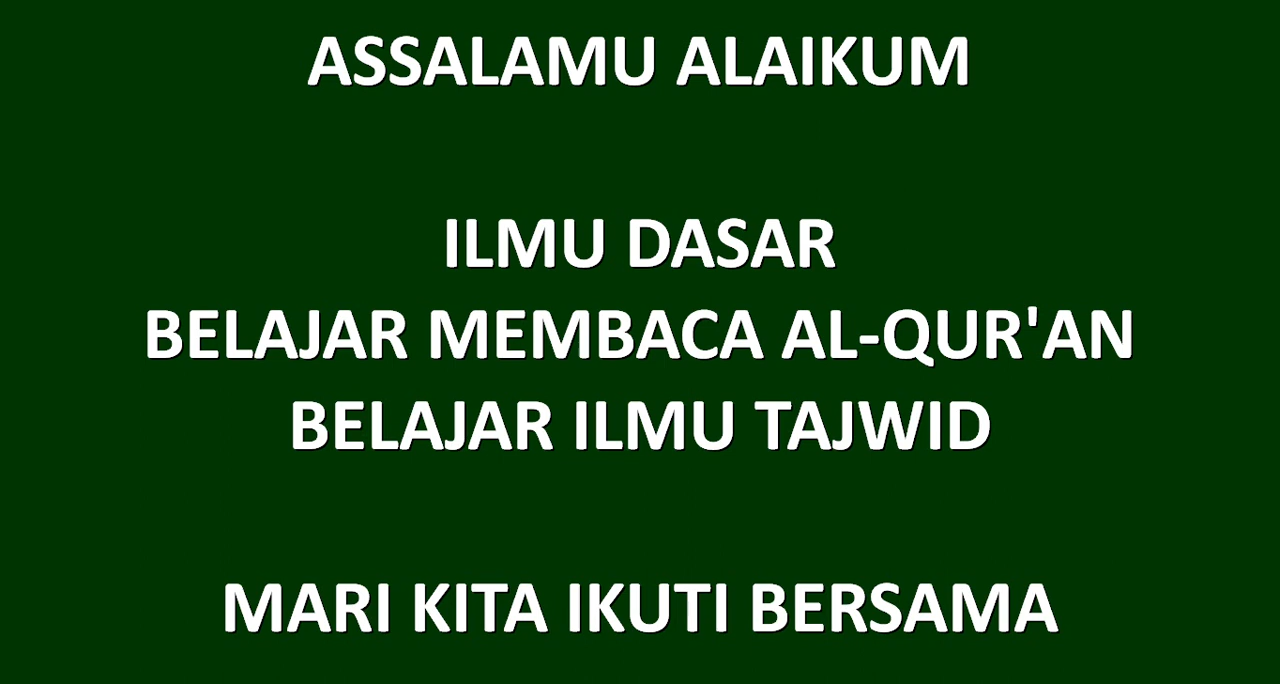 ASSALAMU ALAIKUM
ILMU DASAR
BELAJAR MEMBACA AL-QUR'AN
BELAJAR ILMU TAJWID
MARI KITA IKUTI BERSAMA